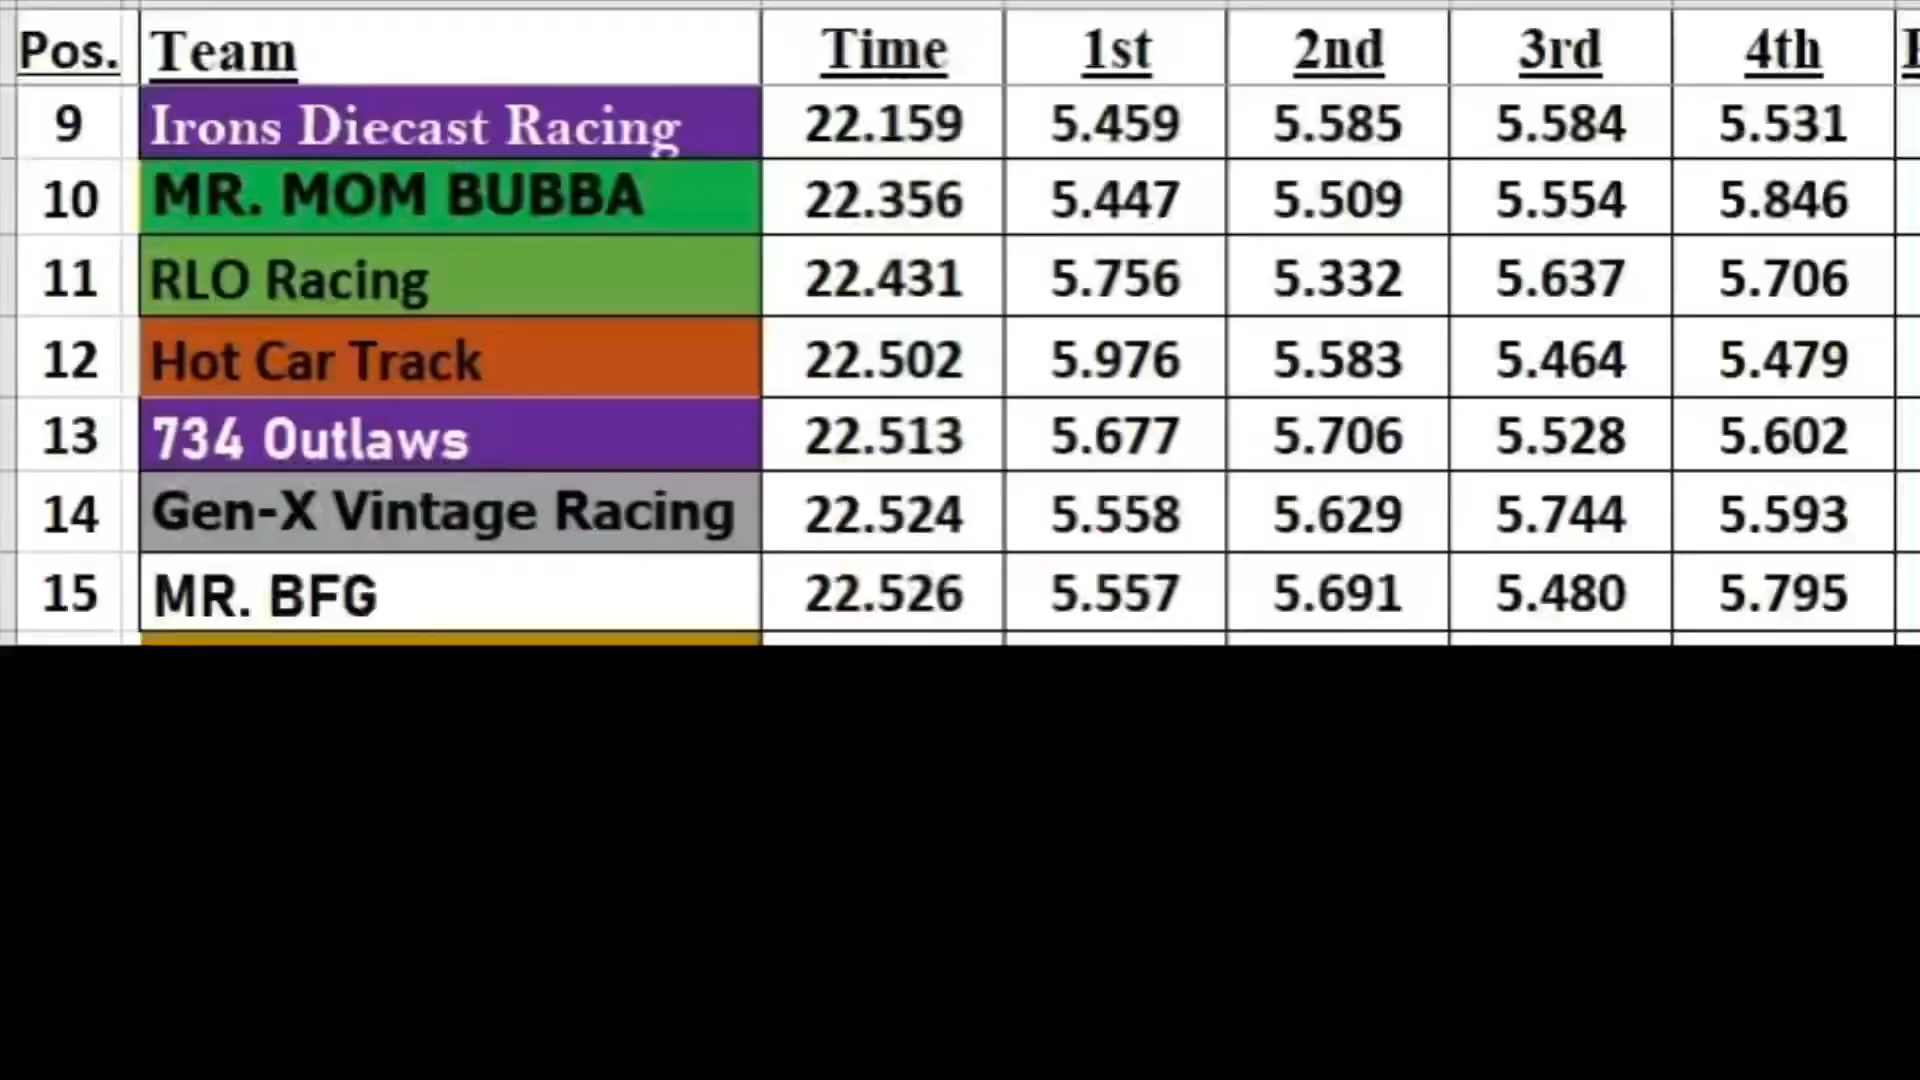 Pos. Team Time 1st 2nd 3rd 4th
9 Irons Diecast Racing 22.159 5.459 5.585 5.584 5.531
10 MR. MOM BUBBA 22.356 5.447 5.509 5.554 5.846
11 RLO Racing 22.431 5.756 5.332 5.637 5.706
12 Hot Car Track 22.502 5.976 5.583 5.464 5.479
13 734 Outlaws 22.513 5.677 5.706 5.528 5.602
14 Gen-X Vintage Racing 22.524 5.558 5.629 5.744 5.593
15 MR. BFG 22.526 5.557 5.691 5.480 5.795